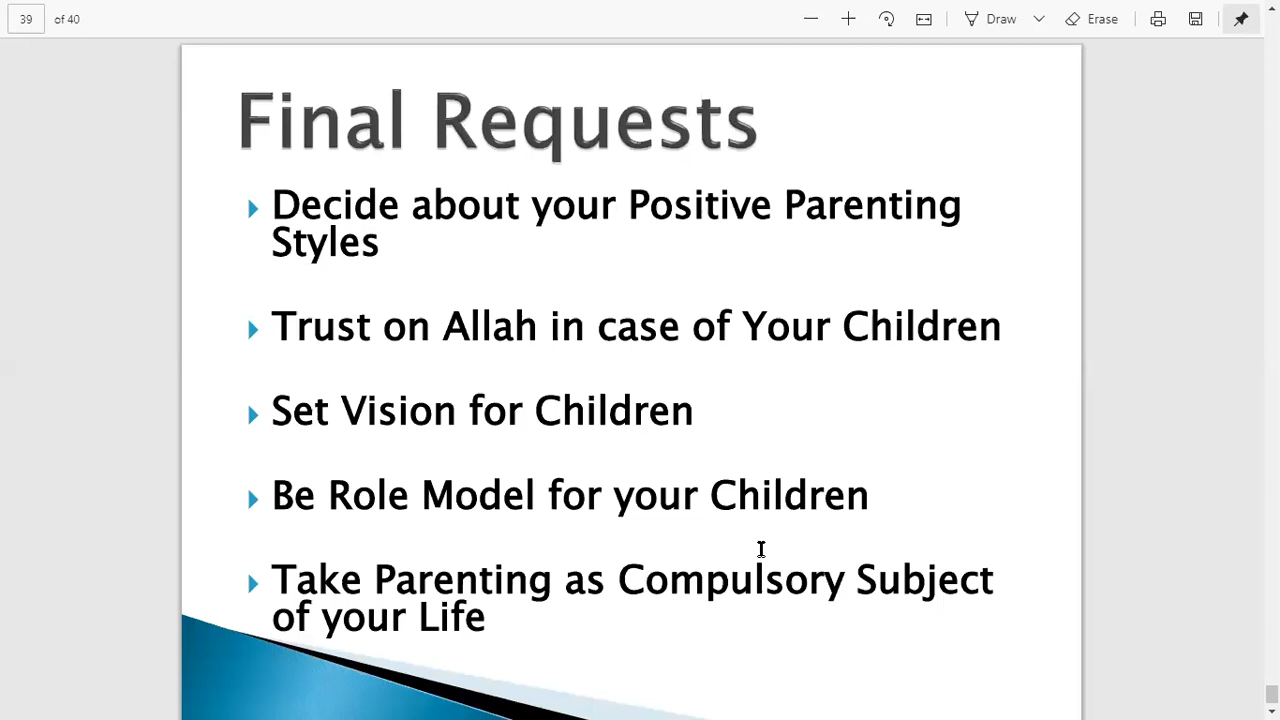 39 of 40 Draw Erase
Final Requests
Decide about your Positive Parenting
Styles
Trust on Allah in case of Your Children
Set Vision for Children
Be Role Model for your Children
Take Parenting as Compulsory Subject
of your Life